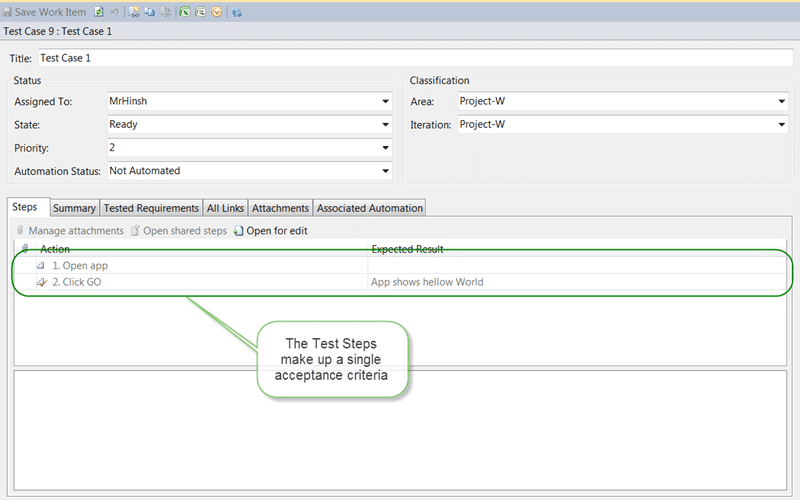 Save Work Item
Test Case 9 : Test Case 1
Title: Test Case 1
Status
Classification
Assigned To: MrHinsh
Area: Project-W
State: Ready
Iteration: Project-W
Priority: 2
Automation Status: Not Automated
Steps Summary Tested Requirements All Links Attachments Associated Automation
Manage attachments Open shared steps Open for edit
Action Expected Result
1. Open app
2. Click GO App shows hellow World
The Test Steps
make up a single
acceptance criteria